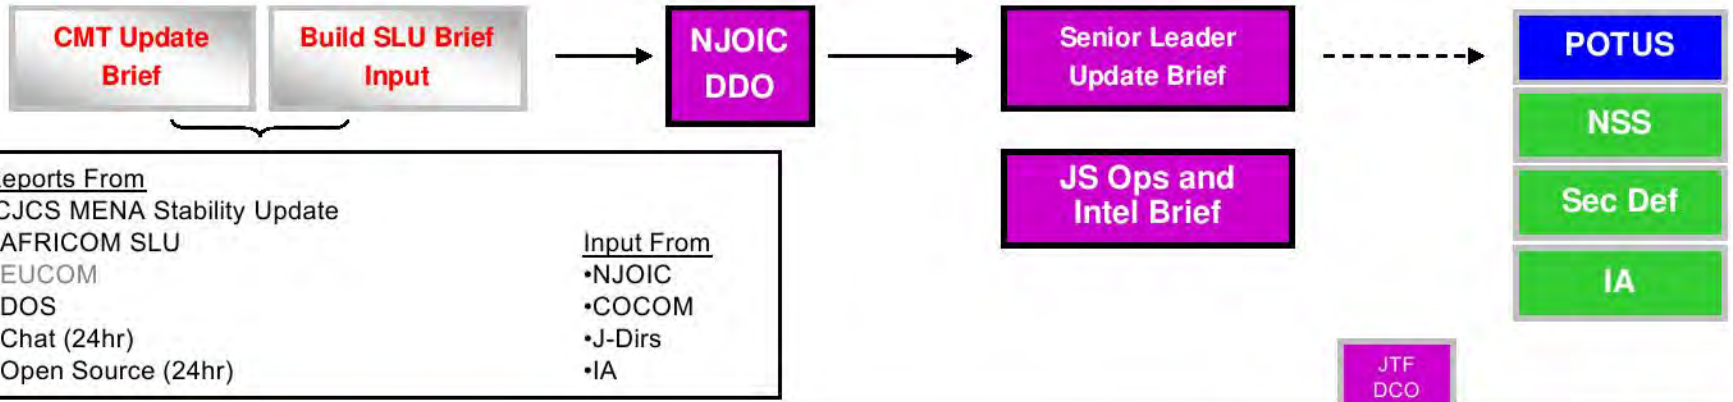 CMT Update
Brief
Build SLU Brief
Input
NJOIC
DDO
Senior Leader
Update Brief
POTUS
NSS
JS Ops and
Intel Brief
Sec Def
IA
eports From
CJCS MENA Stability Update
AFRICOM SLU
EUCOM
DOS
Chat (24hr)
Open Source (24hr)
Input From
•NJOIC
•COCOM
•J-Dirs
•IA
JTF
DCO